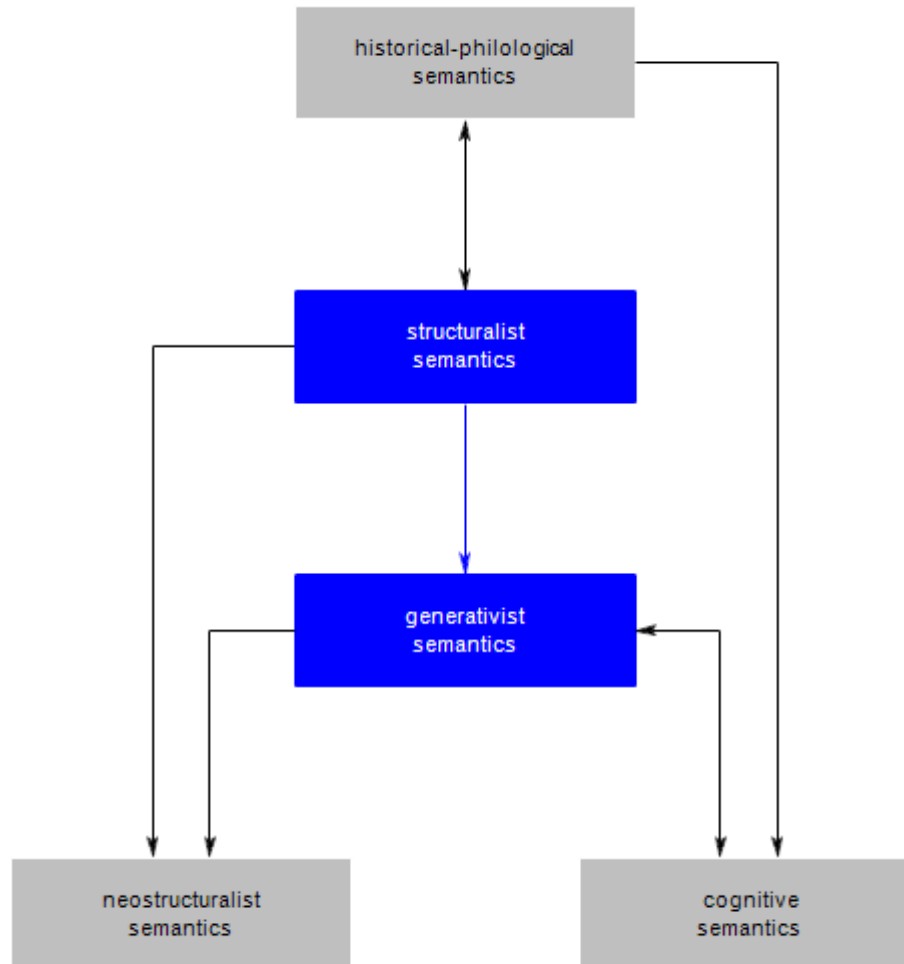 historical-philological
semantics
structuralist
semantics
generativist
semantics
neostructuralist
semantics
cognitive
semantics